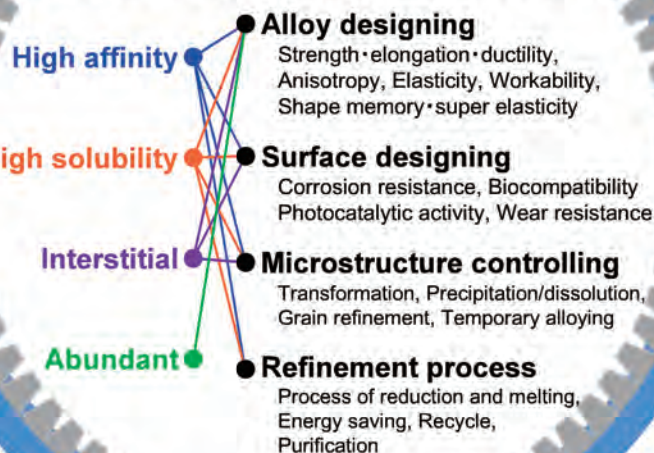 Alloy designing
Strength・elongation・ductility,
Anisotropy, Elasticity, Workability,
Shape memory・super elasticity
High affinity
Surface designing
Corrosion resistance, Biocompatibility
Photocatalytic activity, Wear resistance
igh solubility
Microstructure controlling
Transformation, Precipitation/dissolution,
Grain refinement, Temporary alloying
Interstitial
Refinement process
Process of reduction and melting,
Energy saving, Recycle,
Purification
Abundant